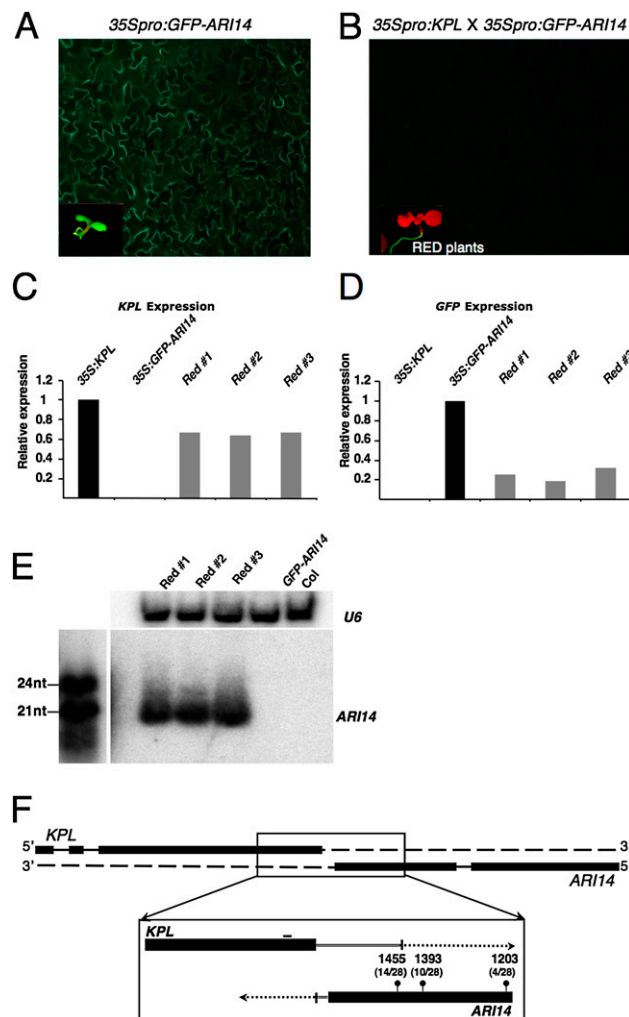 A
35Spro:GFP-ARI14
B
35Spro:KPL X 35Spro:GFP-ARI14
RED plants
C
KPL Expression
35S:KPL
35S:GFP-ARI14
Red #1
Red #2
Red #3
Relative expression
1.2
1
0.8
0.6
0.4
0.2
D
GFP Expression
35S:KPL
35S:GFP-ARI14
Red #1
Red #2
Red #3
Relative expression
1.2
1
0.8
0.6
0.4
0.2
E
Red #1
Red #2
Red #3
GFP-ARI14
Col
U6
24nt
21nt
ARI14
F
KPL
5' 3
3' 5
ARI14
KPL
1455 1393 1203
(14/28) (10/28) (4/28)
ARI14